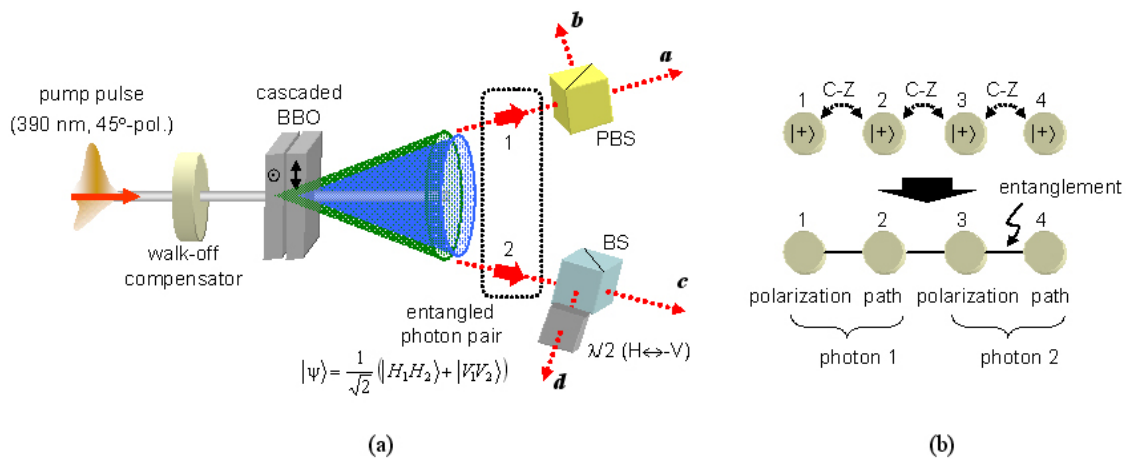 pump pulse
(390 nm, 45º-pol.)
walk-off
compensator
cascaded
BBO
1
2
entangled
photon pair
|ψ⟩ = 1/√2 (|H₁H₂⟩ + |V₁V₂⟩)
b
a
PBS
BS
c
λ/2 (H↔-V)
d
(a)
C-Z C-Z C-Z
1 2 3 4
|+⟩ |+⟩ |+⟩ |+⟩
entanglement
1 2 3 4
polarization path polarization path
photon 1 photon 2
(b)